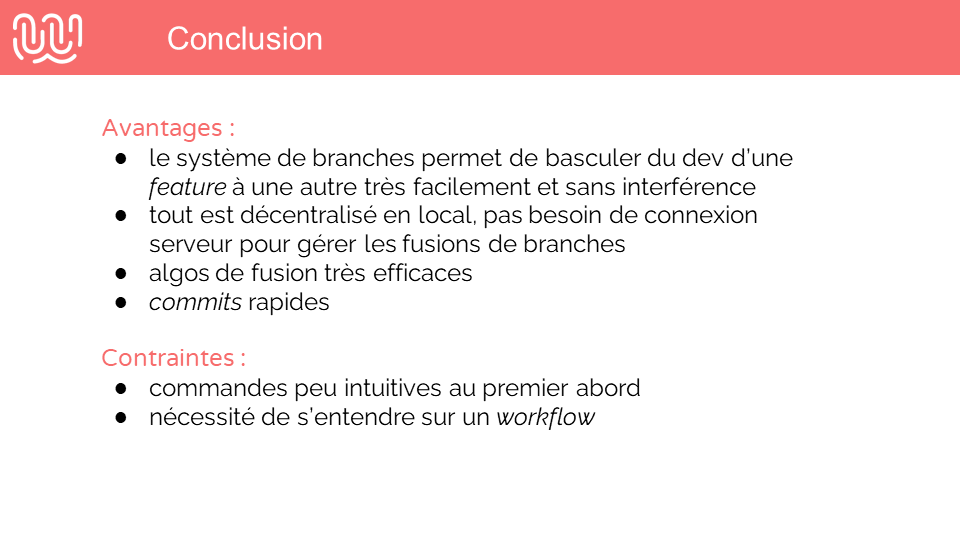 Conclusion
Avantages :
● le système de branches permet de basculer du dev d’une
feature à une autre très facilement et sans interférence
● tout est décentralisé en local, pas besoin de connexion
serveur pour gérer les fusions de branches
● algos de fusion très efficaces
● commits rapides
Contraintes :
● commandes peu intuitives au premier abord
● nécessité de s’entendre sur un workflow